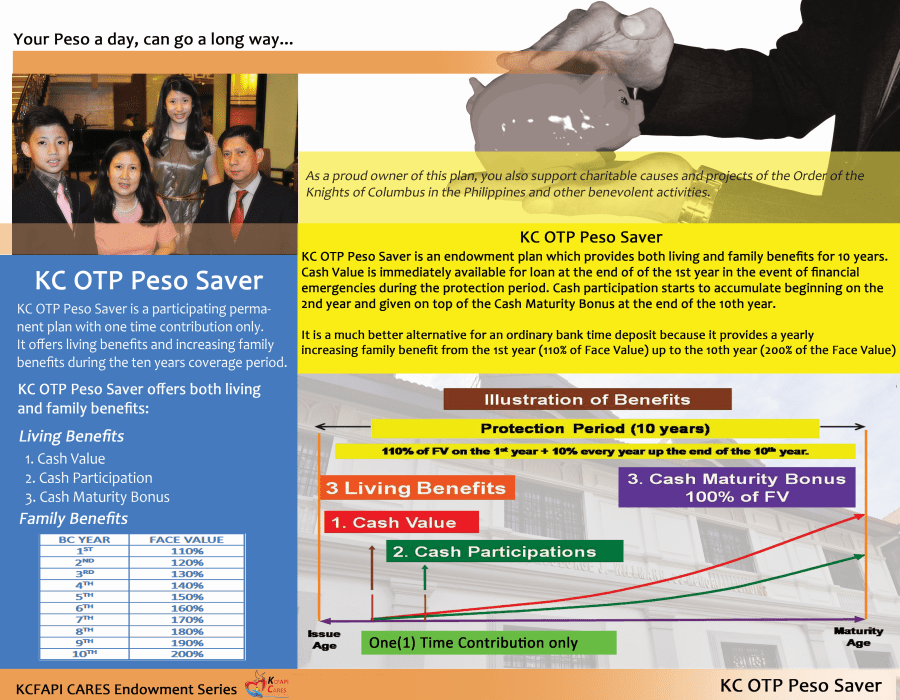 Your Peso a day, can go a long way...
As a proud owner of this plan, you also support charitable causes and projects of the Order of the
Knights of Columbus in the Philippines and other benevolent activities.
KC OTP Peso Saver
KC OTP Peso Saver is a participating perma-
nent plan with one time contribution only.
It offers living benefits and increasing family
benefits during the ten years coverage period.
KC OTP Peso Saver offers both living
and family benefits:
Living Benefits
1. Cash Value
2. Cash Participation
3. Cash Maturity Bonus
Family Benefits
BC YEAR FACE VALUE
1ST 110%
2ND 120%
3RD 130%
4TH 140%
5TH 150%
6TH 160%
7TH 170%
8TH 180%
9TH 190%
10TH 200%
KC OTP Peso Saver
KC OTP Peso Saver is an endowment plan which provides both living and family benefits for 10 years.
Cash Value is immediately available for loan at the end of of the 1st year in the event of financial
emergencies during the protection period. Cash participation starts to accumulate beginning on the
2nd year and given on top of the Cash Maturity Bonus at the end of the 10th year.
It is a much better alternative for an ordinary bank time deposit because it provides a yearly
increasing family benefit from the 1st year (110% of Face Value) up to the 10th year (200% of the Face Value)
Illustration of Benefits
Protection Period (10 years)
110% of FV on the 1st year + 10% every year up the end of the 10th year.
3 Living Benefits
3. Cash Maturity Bonus
100% of FV
1. Cash Value
2. Cash Participations
Issue
Age
One(1) Time Contribution only
Maturity
Age
KCFAPI CARES Endowment Series
KCFAPI
CARES
KC OTP Peso Saver